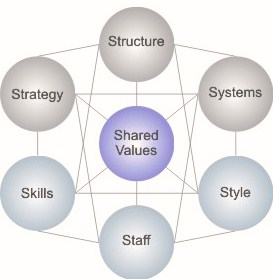 Structure
Strategy
Systems
Shared
Values
Skills
Style
Staff